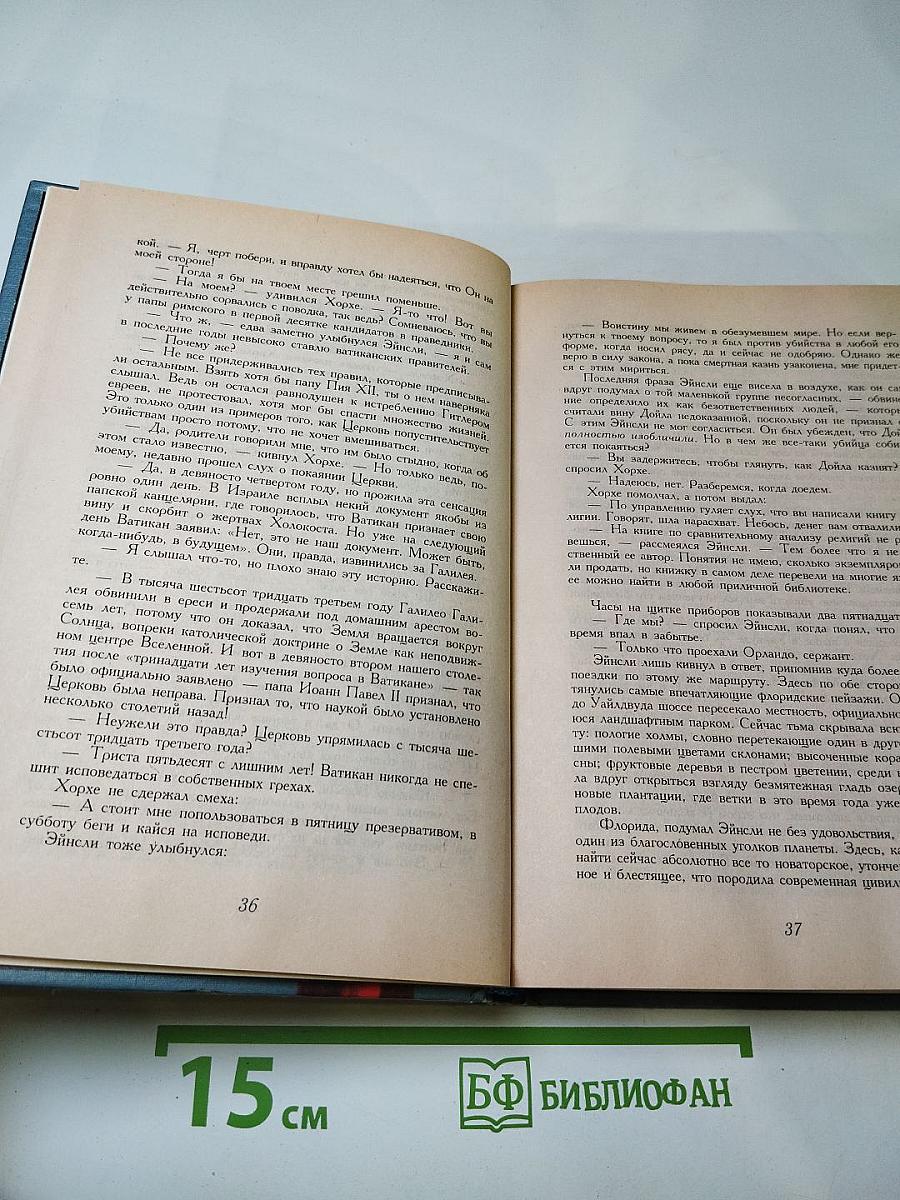 кой. — Я, черт побери, и вправду хотел бы надеяться, что Он на
моей стороне!
— Тогда я бы на твоем месте грешил поменьше.
— На моем? — удивился Хорхе. — Я-то что! Вот вы
действительно сорвались с поводка, так ведь? Сомневаюсь, что вы
у папы римского в первой десятке кандидатов в праведники.
— Что ж, — едва заметно улыбнулся Эйнсли, — я и сам
в последние годы невысоко ставлю ватиканских правителей.
— Почему же?
— Не все придерживались тех правил, которые предписыва-
ли остальным. Взять хотя бы папу Пия XII, ты о нем наверняка
слышал. Ведь он остался равнодушен к истреблению Гитлером
евреев, не протестовал, хотя мог бы спасти множество жизней.
Это только один из примеров того, как Церковь попустительствует
убийствам просто потому, что не хочет вмешиваться.
— Да, родители говорили мне, что им было стыдно, когда об
этом стало известно, — кивнул Хорхе. — Но только ведь, по-
моему, недавно прошел слух о покаянии Церкви.
— Да, в девяносто четвертом году, но прожила эта сенсация
ровно один день. В Израиле всплыл некий документ якобы из
папской канцелярии, где говорилось, что Ватикан признает свою
вину и скорбит о жертвах Холокоста. Но уже на следующий
день Ватикан заявил: «Нет, это не наш документ. Может быть,
когда-нибудь, в будущем». Они, правда, извинились за Галилея.
— Я слышал что-то, но плохо знаю эту историю. Расскажи-
те.
— В тысяча шестьсот тридцать третьем году Галилео Гали-
лея обвинили в ереси и продержали под домашним арестом во-
семь лет, потому что он доказал, что Земля вращается вокруг
Солнца, вопреки католической доктрине о Земле как неподвиж-
ном центре Вселенной. И вот в девяносто втором нашего столе-
тия после «тринадцати лет изучения вопроса в Ватикане» — так
было официально заявлено — папа Иоанн Павел II признал, что
Церковь была неправа. Признал то, что наукой было установлено
несколько столетий назад!
— Неужели это правда? Церковь упрямилась с тысяча ше-
стьсот тридцать третьего года?
— Триста пятьдесят с лишним лет! Ватикан никогда не спе-
шит исповедаться в собственных грехах.
Хорхе не сдержал смеха:
— А стоит мне попользоваться в пятницу презервативом, в
субботу беги и кайся на исповеди.
Эйнсли тоже улыбнулся:
36
— Воистину мы живем в обезумевшем мире. Но если вер-
нуться к твоему вопросу, то я был против убийства в любой его
форме, когда носил рясу, да и сейчас не одобряю. Однако же
верю в силу закона, а пока смертная казнь узаконена, мне придет-
ся с этим мириться.
Последняя фраза Эйнсли еще висела в воздухе, как он сам
вдруг подумал о той маленькой группе несогласных, — обвине
ние определило их как безответственных людей, — которы
считали вину Дойла недоказанной, поскольку он не признал с
С этим Эйнсли не мог согласиться. Он был убежден, что Дой
полностью изобличили. Но в чем же все-таки убийца соби
ется покаяться?
— Вы задержитесь, чтобы глянуть, как Дойла казнят?
спросил Хорхе.
— Надеюсь, нет. Разберемся, когда доедем.
Хорхе помолчал, а потом выдал:
— По управлению гуляет слух, что вы написали книгу
лигии. Говорят, шла нарасхват. Небось, денег вам отвалили
— На книге по сравнительному анализу религий не р
вешься, — рассмеялся Эйнсли. — Тем более что я не
ственный ее автор. Понятия не имею, сколько экземпляров
ли продать, но книжку в самом деле перевели на многие яз
ее можно найти в любой приличной библиотеке.
Часы на щитке приборов показывали два пятнадцат
— Где мы? — спросил Эйнсли, когда понял, что
время впал в забытье.
— Только что проехали Орландо, сержант.
Эйнсли лишь кивнул в ответ, припомнив куда более
поездки по этому же маршруту. Здесь по обе сторо
тянулись самые впечатляющие флоридские пейзажи. О
до Уайлдвуда шоссе пересекало местность, официально
юся ландшафтным парком. Сейчас тьма скрывала всю
ту: пологие холмы, словно перетекающие один в друго
шими полевыми цветами склонами; высоченные кора
сны; фруктовые деревья в пестром цветении, среди к
ла вдруг открыться взгляду безмятежная гладь озер
новые плантации, где ветки в это время года уже
плодов.
Флорида, подумал Эйнсли не без удовольствия,
один из благословенных уголков планеты. Здесь, ка
найти сейчас абсолютно все то новаторское, утонче
ное и блестящее, что породила современная цивил
37
15 см
БФ БИБЛИОФАН